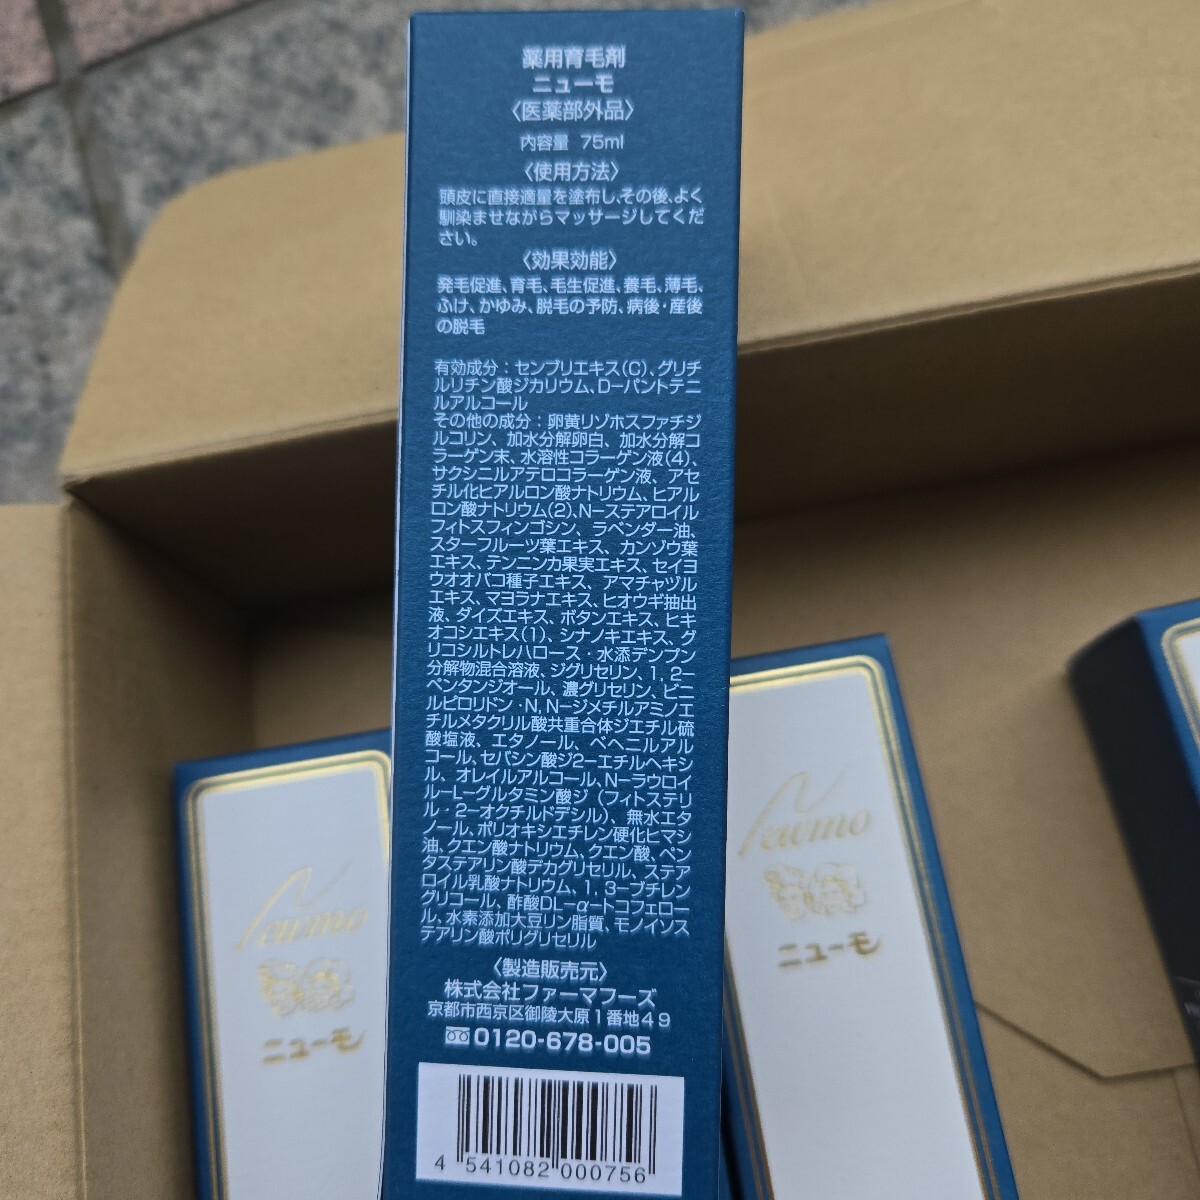 薬用育毛剤
ニューモ
〈医薬部外品〉
内容量 75ml
〈使用方法〉
頭皮に直接適量を塗布し、その後、よく
馴染ませながらマッサージしてくだ
さい。
〈効果効能〉
発毛促進、育毛、毛生促進、養毛、薄毛、
ふけ、かゆみ、脱毛の予防、病後・産後
の脱毛
有効成分：センブリエキス(C)、グリチ
ルリチン酸ジカリウム、D-パントテニ
ルアルコール
その他の成分：卵黄リゾホスファチジ
ルコリン、加水分解卵白、加水分解コ
ラーゲン末、水溶性コラーゲン液(4)、
サクシニルアテロコラーゲン液、アセ
チル化ヒアルロン酸ナトリウム、ヒアル
ロン酸ナトリウム(2)、N-ステアロイル
フィトスフィンゴシン、ラベンダー油、
スターフルーツ葉エキス、カンゾウ葉
エキス、テンニンカ果実エキス、セイヨ
ウオオバコ種子エキス、アマチャヅル
エキス、マヨラナエキス、ヒオウギ抽出
液、ダイズエキス、ボタンエキス、ヒキ
オコシエキス(1)、シナノキエキス、グ
リコシルトレハロース・水添デンプン
分解物混合溶液、ジグリセリン、1,2-
ペンタンジオール、濃グリセリン、ビニ
ルピロリドン・N,N-ジメチルアミノエ
チルメタクリル酸共重合体ジエチル硫
酸塩液、エタノール、ベヘニルアル
コール、セバシン酸ジ2-エチルヘキシ
ル、オレイルアルコール、N-ラウロイ
ル-L-グルタミン酸ジ(フィトステリ
ル・2-オクチルドデシル)、無水エタ
ノール、ポリオキシエチレン硬化ヒマシ
油、クエン酸ナトリウム、クエン酸、ペン
タステアリン酸デカグリセリル、ステア
ロイル乳酸ナトリウム、1,3-ブチレン
グリコール、酢酸DL-α-トコフェロー
ル、水素添加大豆リン脂質、モノイソス
テアリン酸ポリグリセリル
〈製造販売元〉
株式会社ファーマフーズ
京都市西京区御陵大原1番地49
0120-678-005
4 541082 000756
Newmo
ニューモ
Newmo
ニューモ